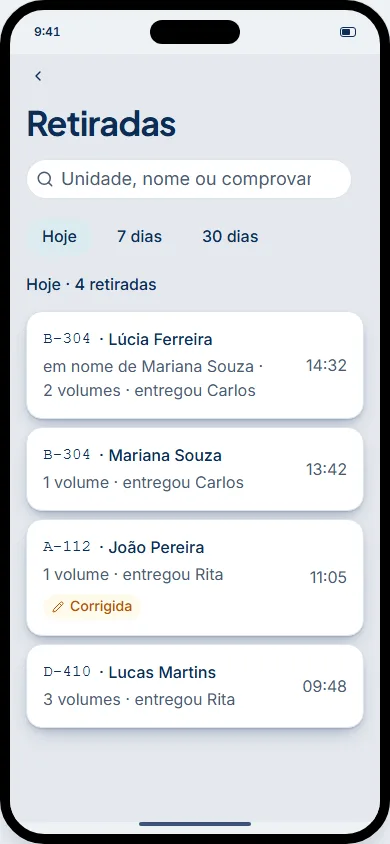 9:41
Retiradas
Unidade, nome ou comprovar
Hoje
7 dias
30 dias
Hoje · 4 retiradas
B-304 · Lúcia Ferreira
em nome de Mariana Souza ·
2 volumes · entregou Carlos
14:32
B-304 · Mariana Souza
1 volume · entregou Carlos
13:42
A-112 · João Pereira
1 volume · entregou Rita
11:05
Corrigida
D-410 · Lucas Martins
3 volumes · entregou Rita
09:48